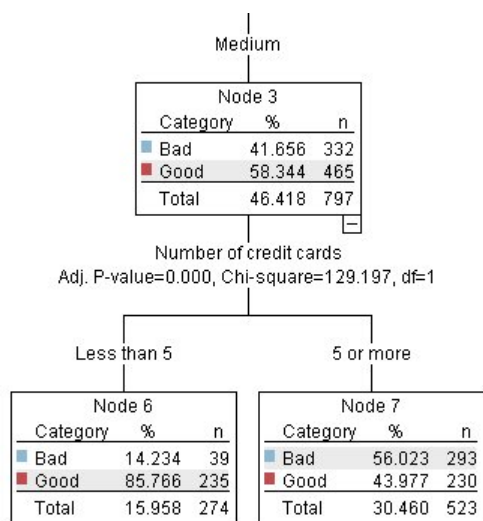 Medium
Node 3
Category % n
Bad 41.656 332
Good 58.344 465
Total 46.418 797
Number of credit cards
Adj. P-value=0.000, Chi-square=129.197, df=1
Less than 5
5 or more
Node 6
Category % n
Bad 14.234 39
Good 85.766 235
Total 15.958 274
Node 7
Category % n
Bad 56.023 293
Good 43.977 230
Total 30.460 523